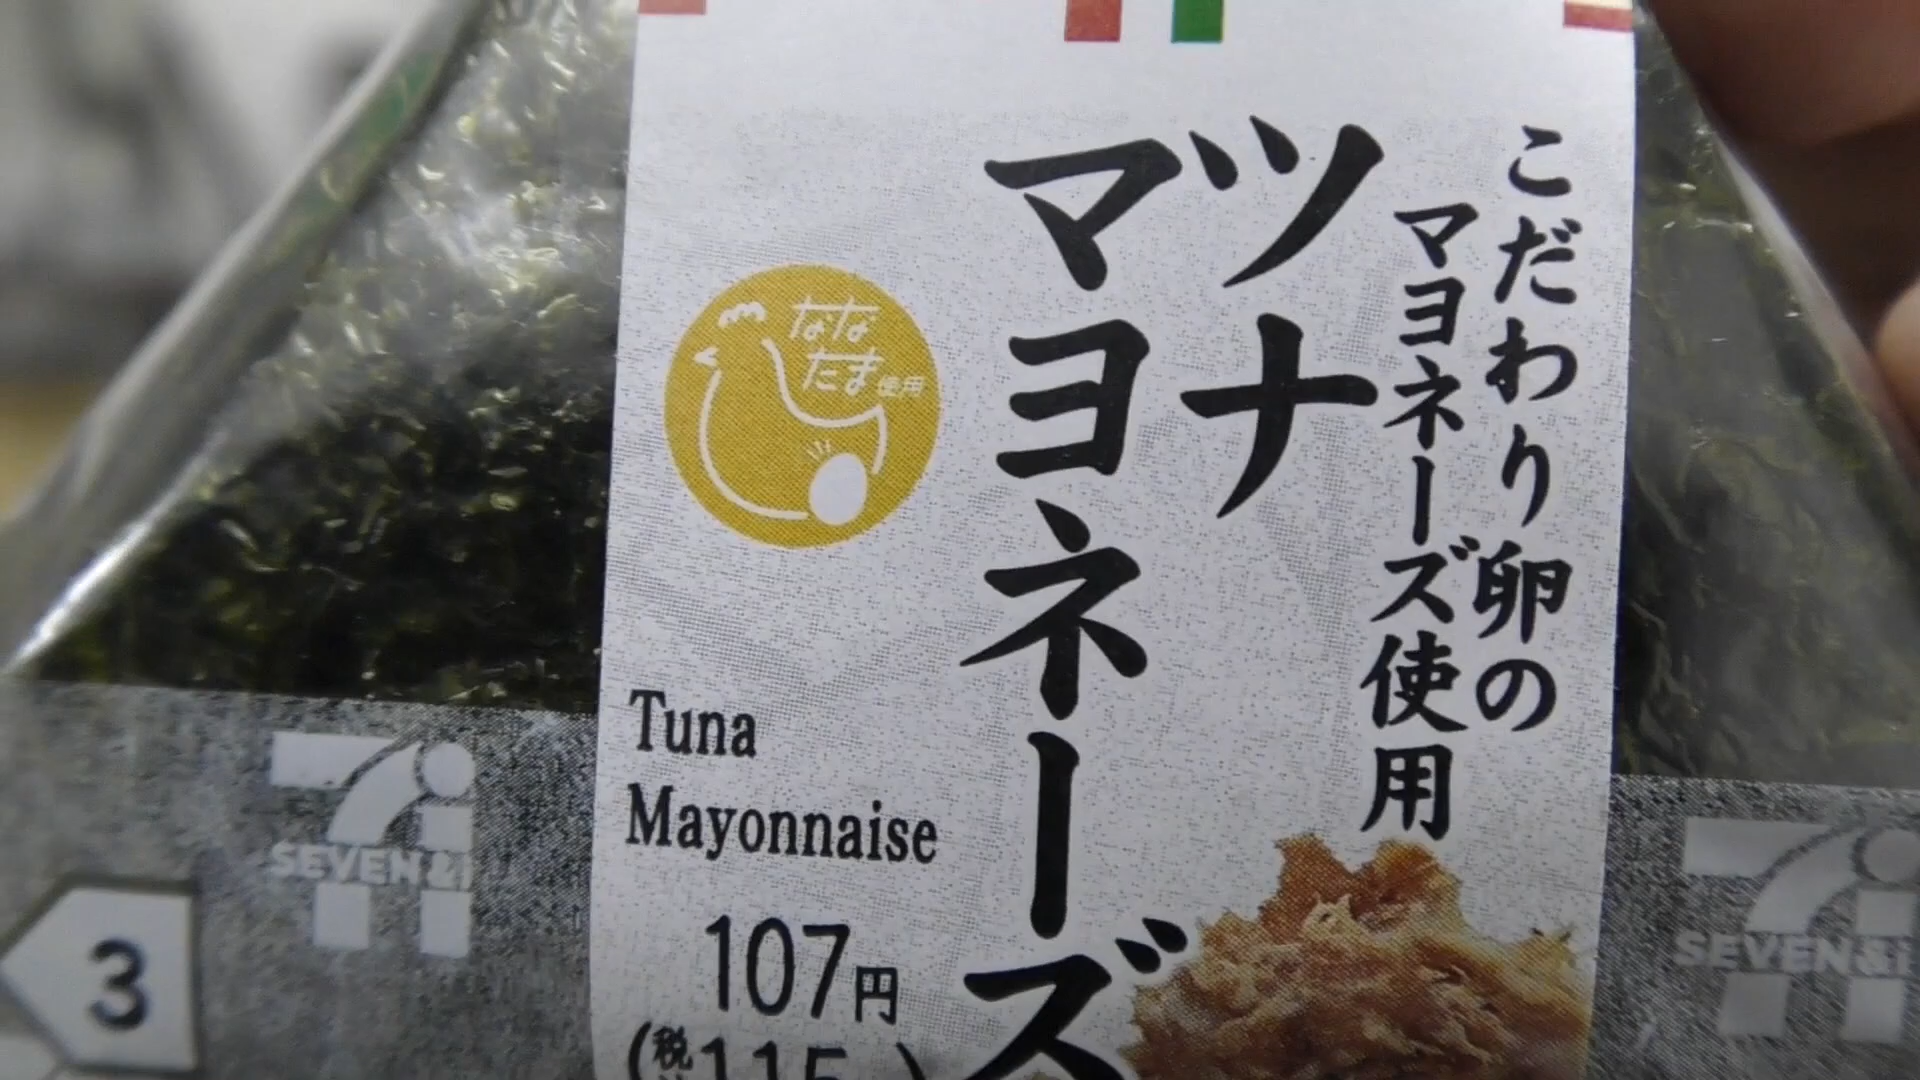 こだわり卵の
マヨネーズ使用
ツナ
マヨネーズ
なな
たま使用
Tuna
Mayonnaise
107円
(税
SEVEN&i
SEVEN&i
3